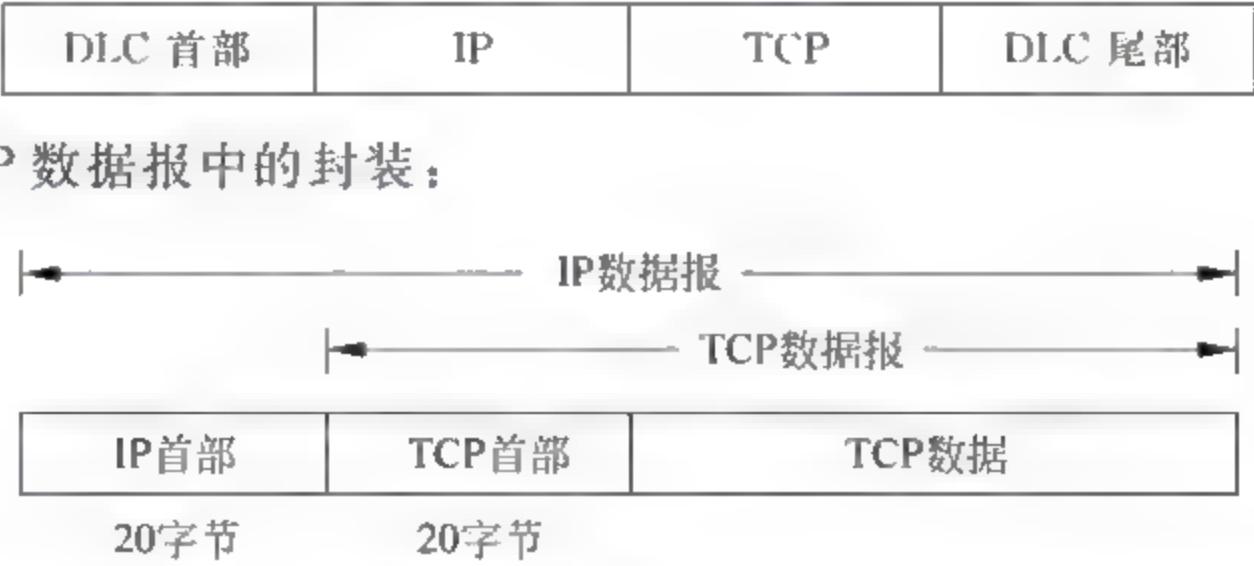 DLC 首部 IP TCP DLC 尾部
P 数据报中的封装：
IP数据报
TCP数据报
IP首部 TCP首部 TCP数据
20字节 20字节